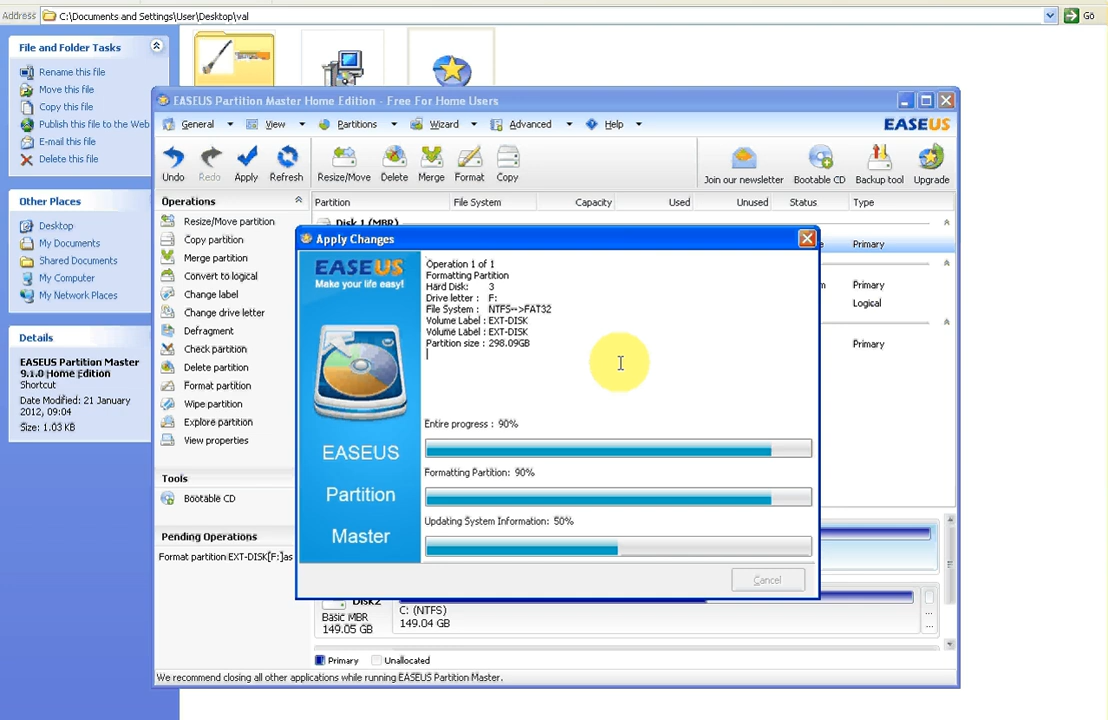 Address C:\Documents and Settings\User\Desktop\val Go
File and Folder Tasks
Rename this file
Move this file
Copy this file
Publish this file to the Web
E-mail this file
Delete this file
Other Places
Desktop
My Documents
Shared Documents
My Computer
My Network Places
Details
EASEUS Partition Master
9.1.0 Home Edition
Shortcut
Date Modified: 21 January
2012, 09:04
Size: 1.03 KB
EASEUS Partition Master Home Edition - Free For Home Users
General View Partitions Wizard Advanced Help EASEUS
Undo Redo Apply Refresh Resize/Move Delete Merge Format Copy Join our newsletter Bootable CD Backup tool Upgrade
Operations
Resize/Move partition
Copy partition
Merge partition
Convert to logical
Change label
Change drive letter
Defragment
Check partition
Delete partition
Format partition
Wipe partition
Explore partition
View properties
Tools
Bootable CD
Pending Operations
Format partition EXT-DISK[F:]as
Partition File System Capacity Used Unused Status Type
Disk 1 (MBR)
Primary
Primary
Logical
Primary
Apply Changes
EASEUS
Make your life easy!
EASEUS
Partition
Master
Operation 1 of 1
Formatting Partition
Hard Disk: 3
Drive letter : F:
File System : NTFS-->FAT32
Volume Label : EXT-DISK
Volume Label : EXT-DISK
Partition size : 298.09GB
Entire progress : 90%
Formatting Partition: 90%
Updating System Information: 50%
Cancel
Disk2
Basic MBR
149.05 GB
C: (NTFS)
149.04 GB
Primary Unallocated
We recommend closing all other applications while running EASEUS Partition Master.